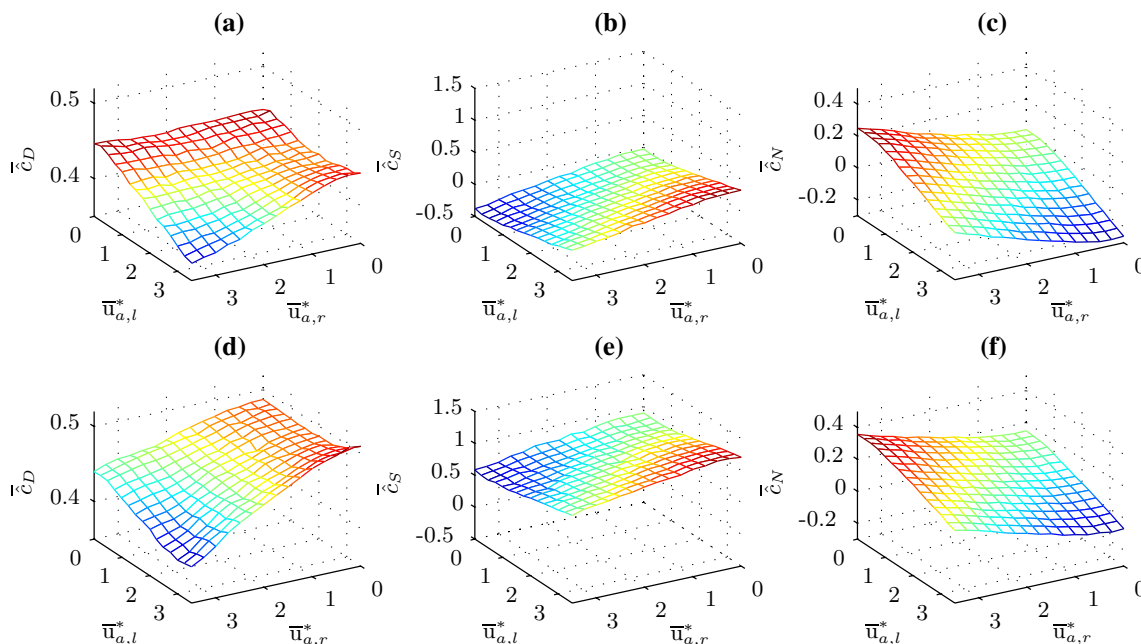 (a) (b) (c)
0.5 1.5 0.4
1 0.2
0.4 0.5 0
0 -0.2
-0.5
c̅̂_D c̅̂_S c̅̂_N
0 1 2 3 3 2 1 0
u̅*_{a,l} u̅*_{a,r}
0 1 2 3 3 2 1 0
u̅*_{a,l} u̅*_{a,r}
0 1 2 3 3 2 1 0
u̅*_{a,l} u̅*_{a,r}
(d) (e) (f)
0.5 1.5 0.4
1 0.2
0.4 0.5 0
0 -0.2
-0.5
c̅̂_D c̅̂_S c̅̂_N
0 1 2 3 3 2 1 0
u̅*_{a,l} u̅*_{a,r}
0 1 2 3 3 2 1 0
u̅*_{a,l} u̅*_{a,r}
0 1 2 3 3 2 1 0
u̅*_{a,l} u̅*_{a,r}